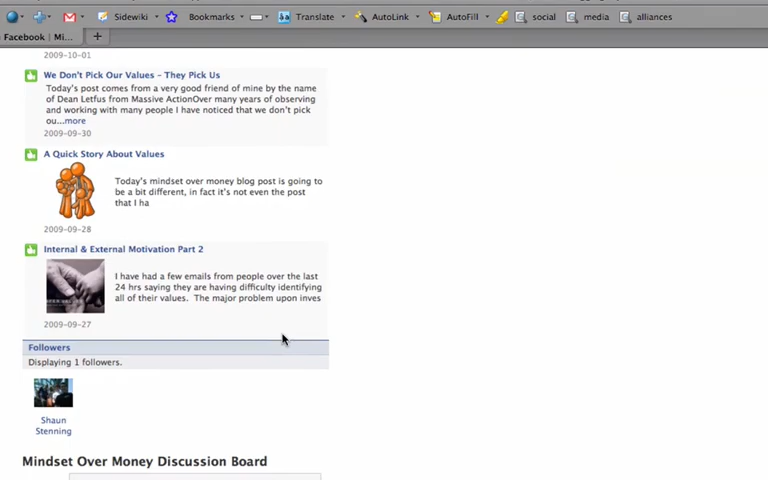 Sidewiki Bookmarks Translate AutoLink AutoFill social media alliances
Facebook | Mi...
2009-10-01
We Don't Pick Our Values – They Pick Us
Today's post comes from a very good friend of mine by the name
of Dean Letfus from Massive ActionOver many years of observing
and working with many people I have noticed that we don't pick
ou...more
2009-09-30
A Quick Story About Values
Today's mindset over money blog post is going to
be a bit different, in fact it's not even the post
that I ha
2009-09-28
Internal & External Motivation Part 2
I have had a few emails from people over the last
24 hrs saying they are having difficulty identifying
all of their values.  The major problem upon inves
2009-09-27
Followers
Displaying 1 followers.
Shaun
Stenning
Mindset Over Money Discussion Board